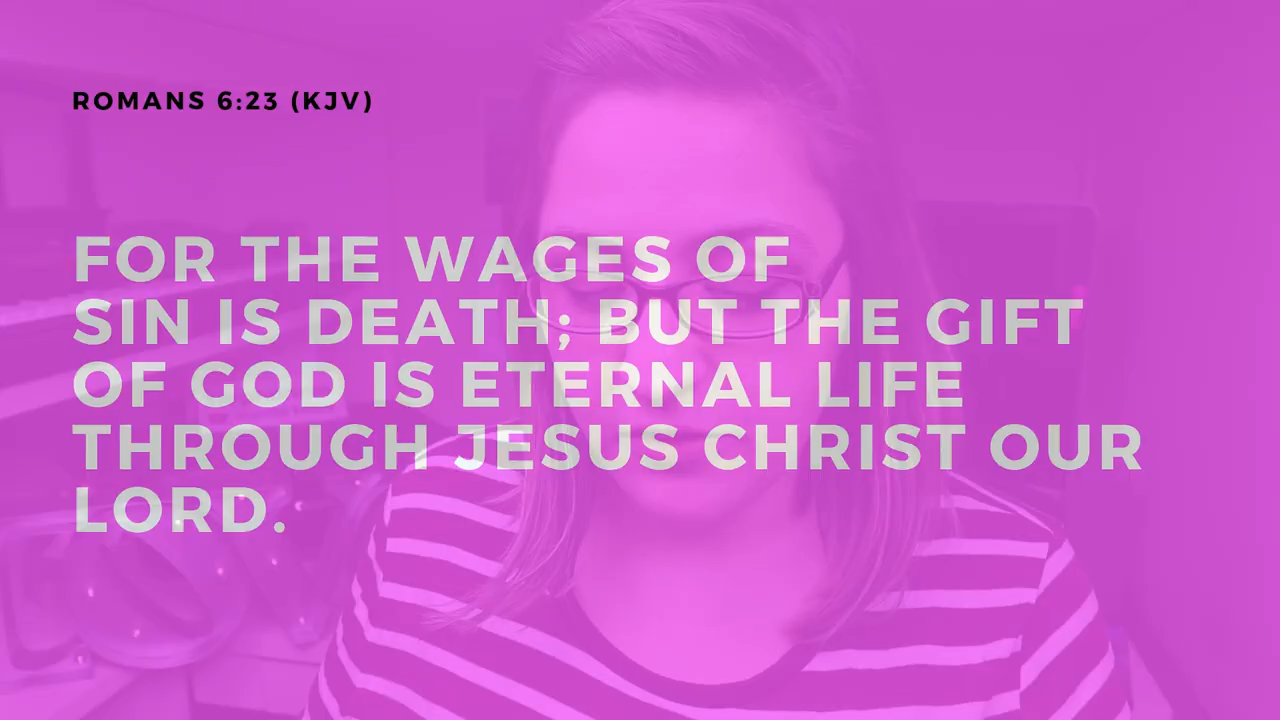 ROMANS 6:23 (KJV)
FOR THE WAGES OF
SIN IS DEATH; BUT THE GIFT
OF GOD IS ETERNAL LIFE
THROUGH JESUS CHRIST OUR
LORD.